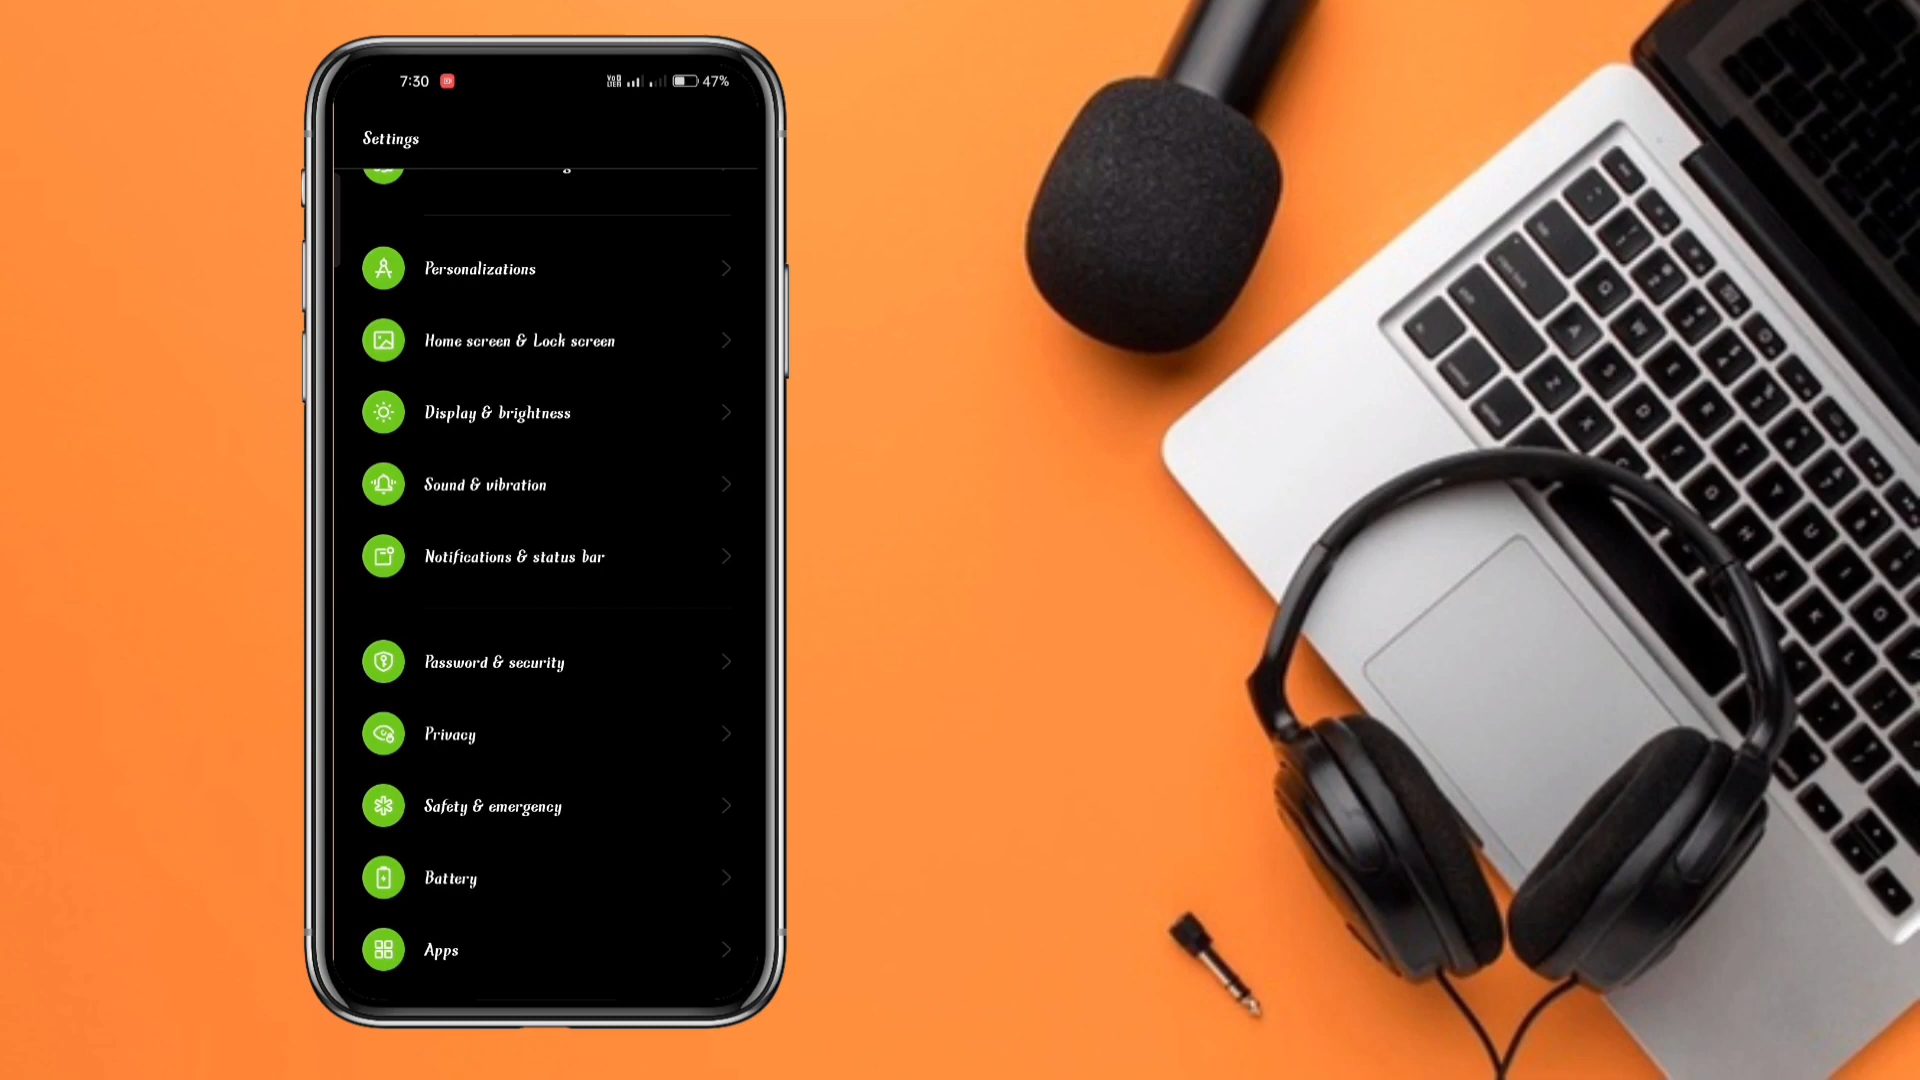 7:30
47%
Settings
Personalizations
Home screen & Lock screen
Display & brightness
Sound & vibration
Notifications & status bar
Password & security
Privacy
Safety & emergency
Battery
Apps